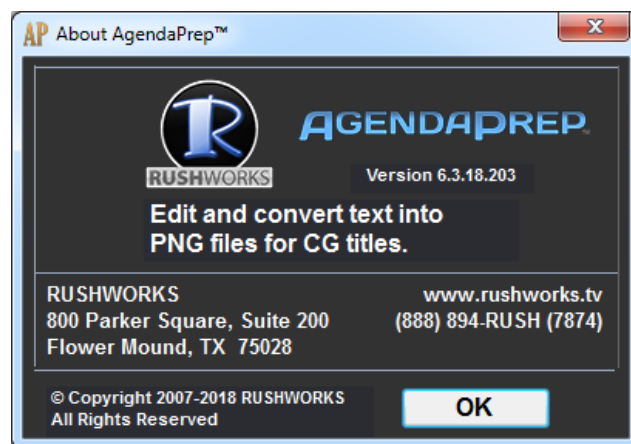 AP About AgendaPrep™
X
R
RUSHWORKS
AGENDAPREP™
Version 6.3.18.203
Edit and convert text into
PNG files for CG titles.
RUSHWORKS
800 Parker Square, Suite 200
Flower Mound, TX 75028
www.rushworks.tv
(888) 894-RUSH (7874)
© Copyright 2007-2018 RUSHWORKS
All Rights Reserved
OK